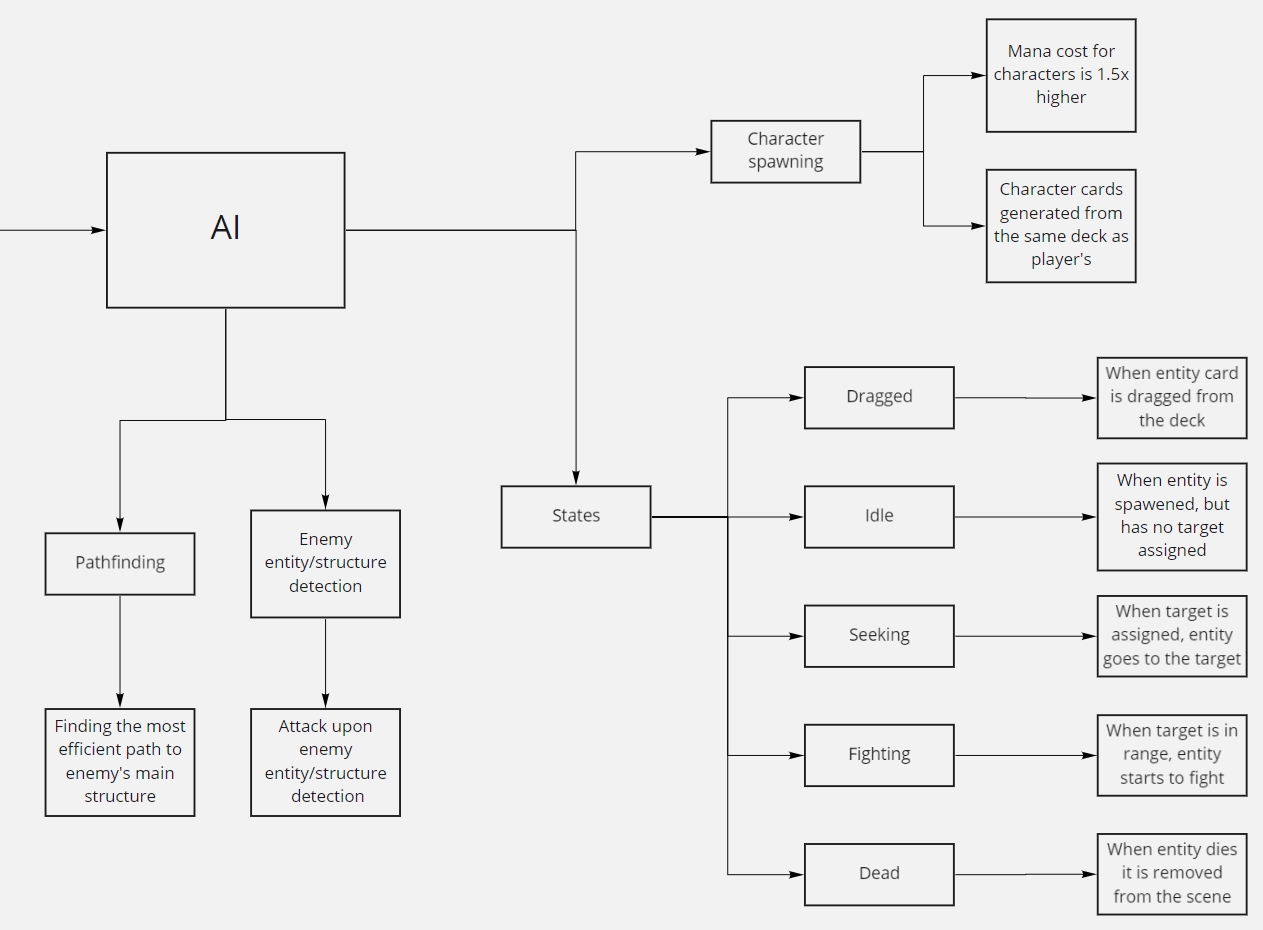 AI
Character
spawning
Mana cost for
characters is 1.5x
higher
Character cards
generated from
the same deck as
player's
Pathfinding
Finding the most
efficient path to
enemy's main
structure
Enemy
entity/structure
detection
Attack upon
enemy
entity/structure
detection
States
Dragged
When entity card
is dragged from
the deck
Idle
When entity is
spawened, but
has no target
assigned
Seeking
When target is
assigned, entity
goes to the target
Fighting
When target is in
range, entity
starts to fight
Dead
When entity dies
it is removed
from the scene